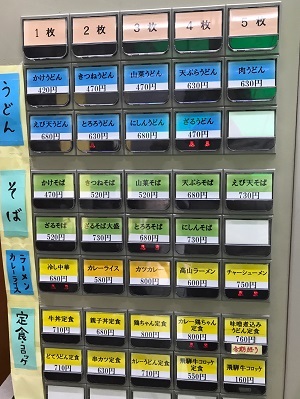 1枚 2枚 3枚 4枚 5枚
うどん
かけうどん きつねうどん 山菜うどん 天ぷらうどん 肉うどん
420円 470円 470円 630円 630円
えび天うどん とろろうどん にしんうどん ざるうどん
680円 630円 680円 470円
そば
かけそば きつねそば 山菜そば 天ぷらそば えび天そば
470円 520円 520円 680円 730円
ざるそば ざるそば大盛 とろろそば にしんそば
520円 730円 680円 730円
ラーメン
カレーライス
冷し中華 カレーライス カツカレー 高山ラーメン チャーシューメン
680円 580円 800円 600円 750円
定食
コロッケ
牛丼定食 親子丼定食 鶏ちゃん定食 カレー鶏ちゃん定食 味噌煮込みうどん定食
710円 680円 800円 800円 760円
どてうどん定食 串カツ定食 カレーうどん定食 飛騨牛コロッケ定食 飛騨牛コロッケ
710円 630円 710円 550円 160円